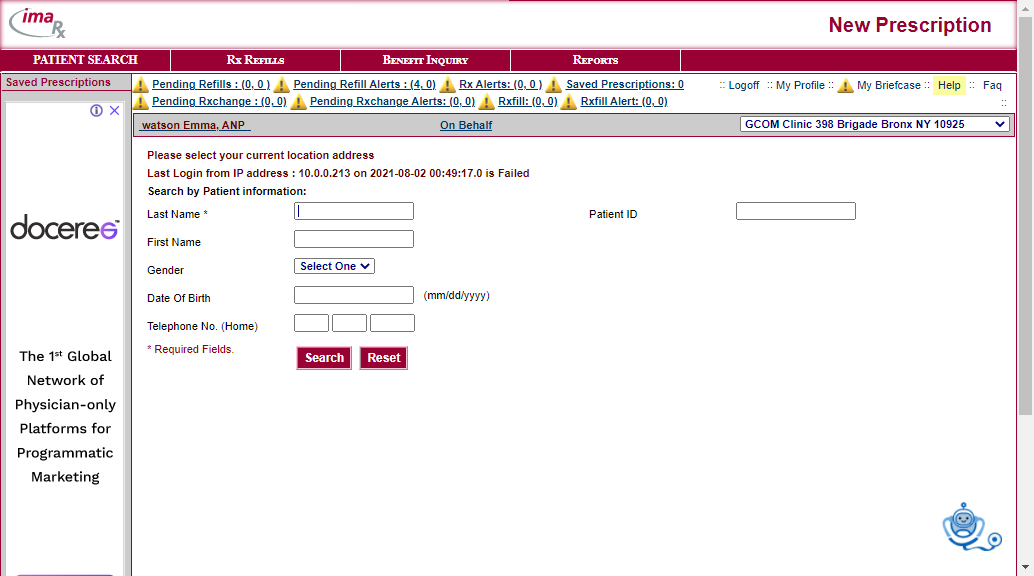 ima
Rx
New Prescription
PATIENT SEARCH
RX REFILLS
BENEFIT INQUIRY
REPORTS
Saved Prescriptions
Pending Refills : (0, 0 ) Pending Refill Alerts : (4, 0) Rx Alerts: (0, 0 ) Saved Prescriptions: 0 :: Logoff :: My Profile :: My Briefcase :: Help :: Faq ::
Pending Rxchange : (0, 0) Pending Rxchange Alerts: (0, 0) Rxfill: (0, 0) Rxfill Alert: (0, 0)
watson Emma, ANP On Behalf GCOM Clinic 398 Brigade Bronx NY 10925
Please select your current location address
Last Login from IP address : 10.0.0.213 on 2021-08-02 00:49:17.0 is Failed
Search by Patient information:
Last Name * Patient ID
First Name
Gender Select One
Date Of Birth (mm/dd/yyyy)
Telephone No. (Home)
* Required Fields.
Search Reset
doceree™
The 1st Global
Network of
Physician-only
Platforms for
Programmatic
Marketing